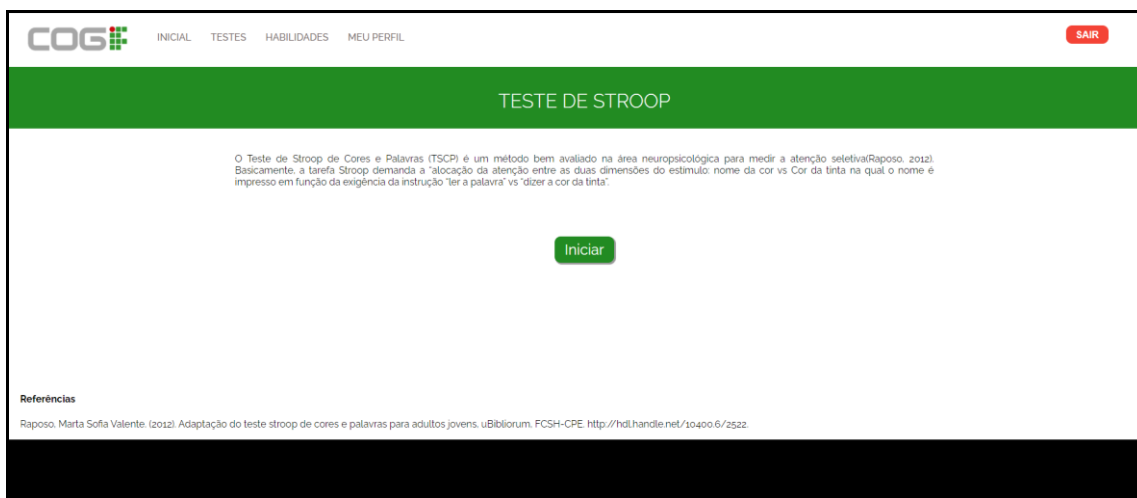 COGIF INICIAL TESTES HABILIDADES MEU PERFIL SAIR
TESTE DE STROOP
O Teste de Stroop de Cores e Palavras (TSCP) é um método bem avaliado na área neuropsicológica para medir a atenção seletiva(Raposo, 2012).
Basicamente, a tarefa Stroop demanda a "alocação da atenção entre as duas dimensões do estimulo: nome da cor vs Cor da tinta na qual o nome é
impresso em função da exigência da instrução "ler a palavra" vs "dizer a cor da tinta".
Iniciar
Referências
Raposo, Marta Sofia Valente. (2012). Adaptação do teste stroop de cores e palavras para adultos jovens, uBibliorum, FCSH-CPE. http://hdl.handle.net/10400.6/2522.